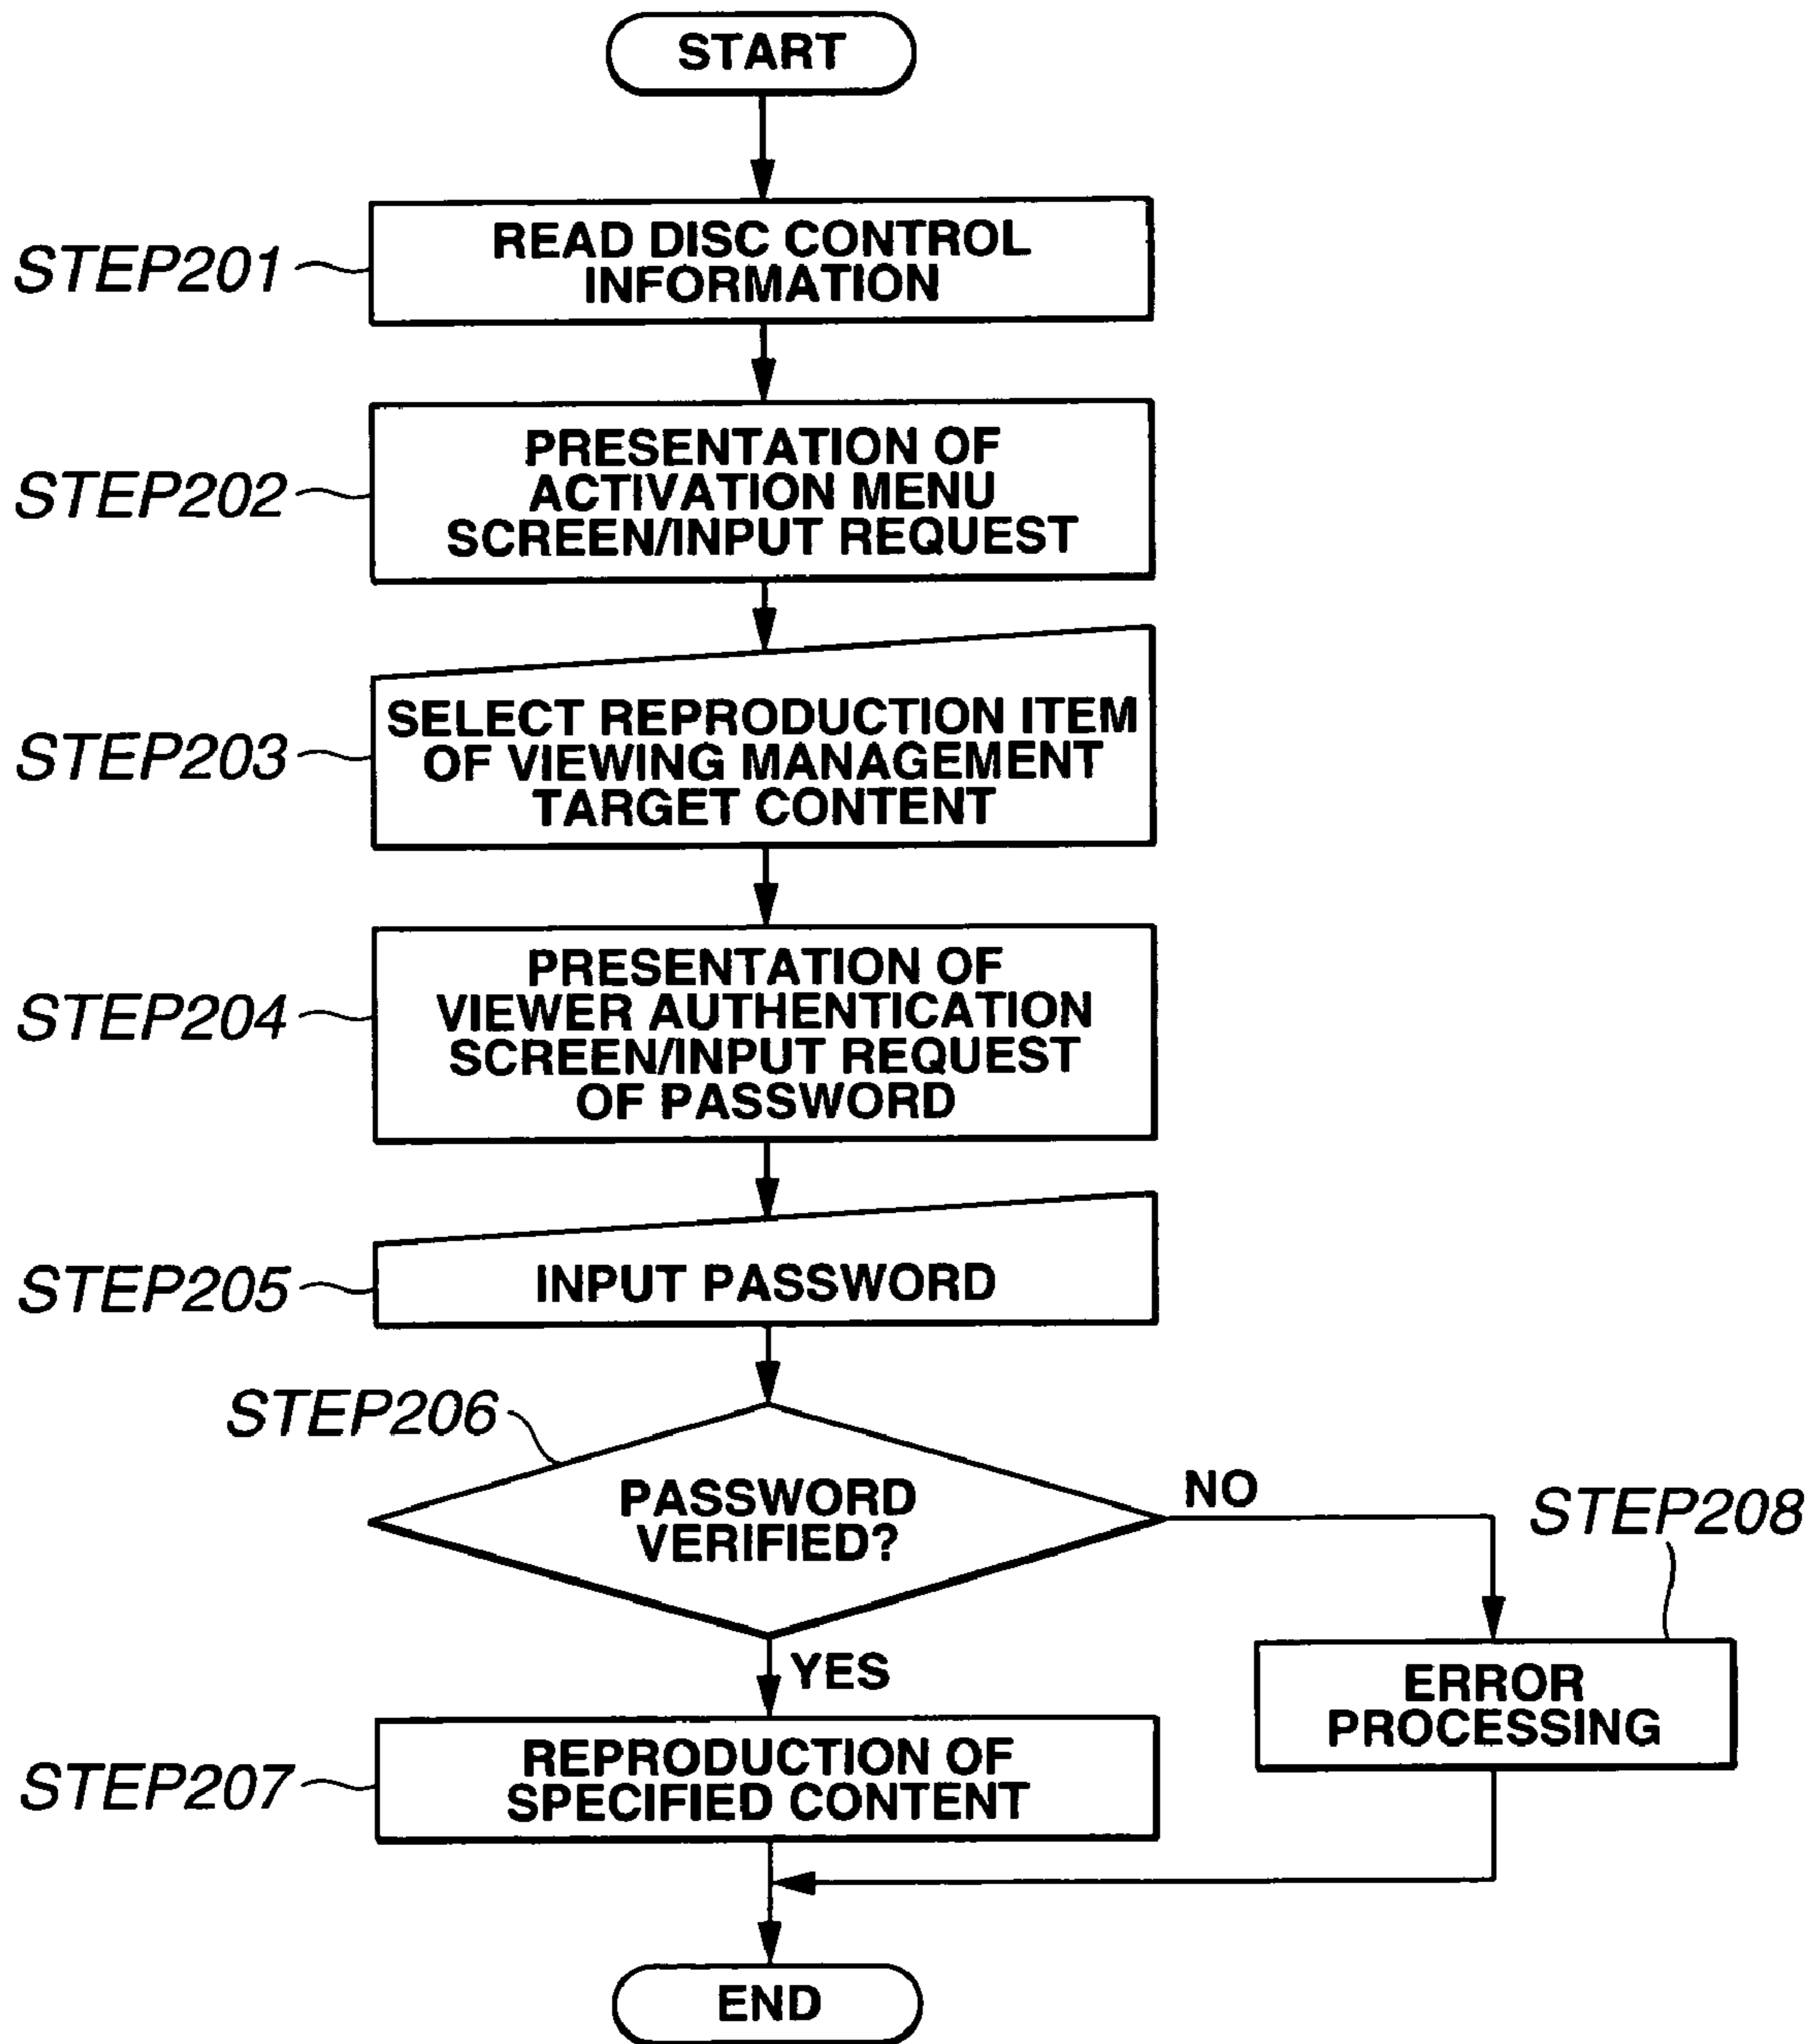 START
STEP201
READ DISC CONTROL
INFORMATION
STEP202
PRESENTATION OF
ACTIVATION MENU
SCREEN/INPUT REQUEST
STEP203
SELECT REPRODUCTION ITEM
OF VIEWING MANAGEMENT
TARGET CONTENT
STEP204
PRESENTATION OF
VIEWER AUTHENTICATION
SCREEN/INPUT REQUEST
OF PASSWORD
STEP205
INPUT PASSWORD
STEP206
PASSWORD
VERIFIED?
NO
STEP208
ERROR
PROCESSING
YES
STEP207
REPRODUCTION OF
SPECIFIED CONTENT
END